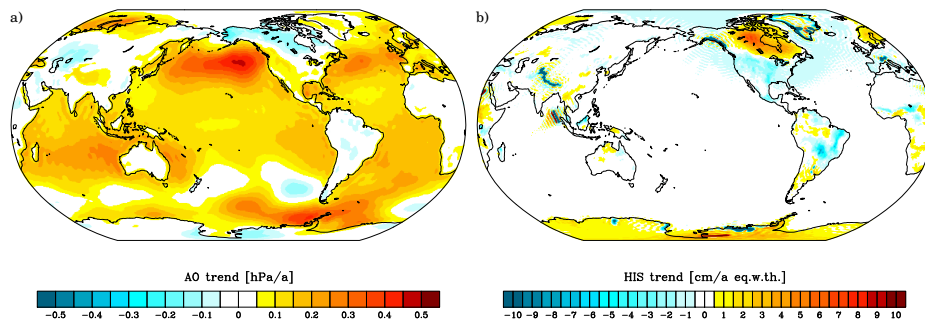 a)
b)
AO trend [hPa/a]
-0.5 -0.4 -0.3 -0.2 -0.1 0 0.1 0.2 0.3 0.4 0.5
HIS trend [cm/a eq.w.th.]
-10 -9 -8 -7 -6 -5 -4 -3 -2 -1 0 1 2 3 4 5 6 7 8 9 10